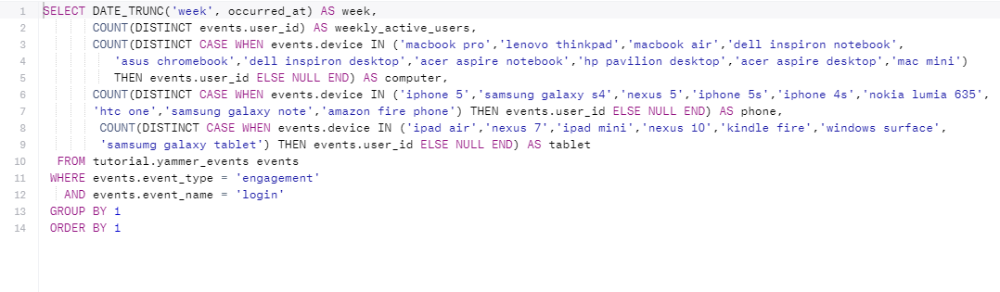 1 SELECT DATE_TRUNC('week', occurred_at) AS week,
2 COUNT(DISTINCT events.user_id) AS weekly_active_users,
3 COUNT(DISTINCT CASE WHEN events.device IN ('macbook pro','lenovo thinkpad','macbook air','dell inspiron notebook',
4 'asus chromebook','dell inspiron desktop','acer aspire notebook','hp pavilion desktop','acer aspire desktop','mac mini')
5 THEN events.user_id ELSE NULL END) AS computer,
6 COUNT(DISTINCT CASE WHEN events.device IN ('iphone 5','samsung galaxy s4','nexus 5','iphone 5s','iphone 4s','nokia lumia 635',
7 'htc one','samsung galaxy note','amazon fire phone') THEN events.user_id ELSE NULL END) AS phone,
8 COUNT(DISTINCT CASE WHEN events.device IN ('ipad air','nexus 7','ipad mini','nexus 10','kindle fire','windows surface',
9 'samsumg galaxy tablet') THEN events.user_id ELSE NULL END) AS tablet
10 FROM tutorial.yammer_events events
11 WHERE events.event_type = 'engagement'
12 AND events.event_name = 'login'
13 GROUP BY 1
14 ORDER BY 1